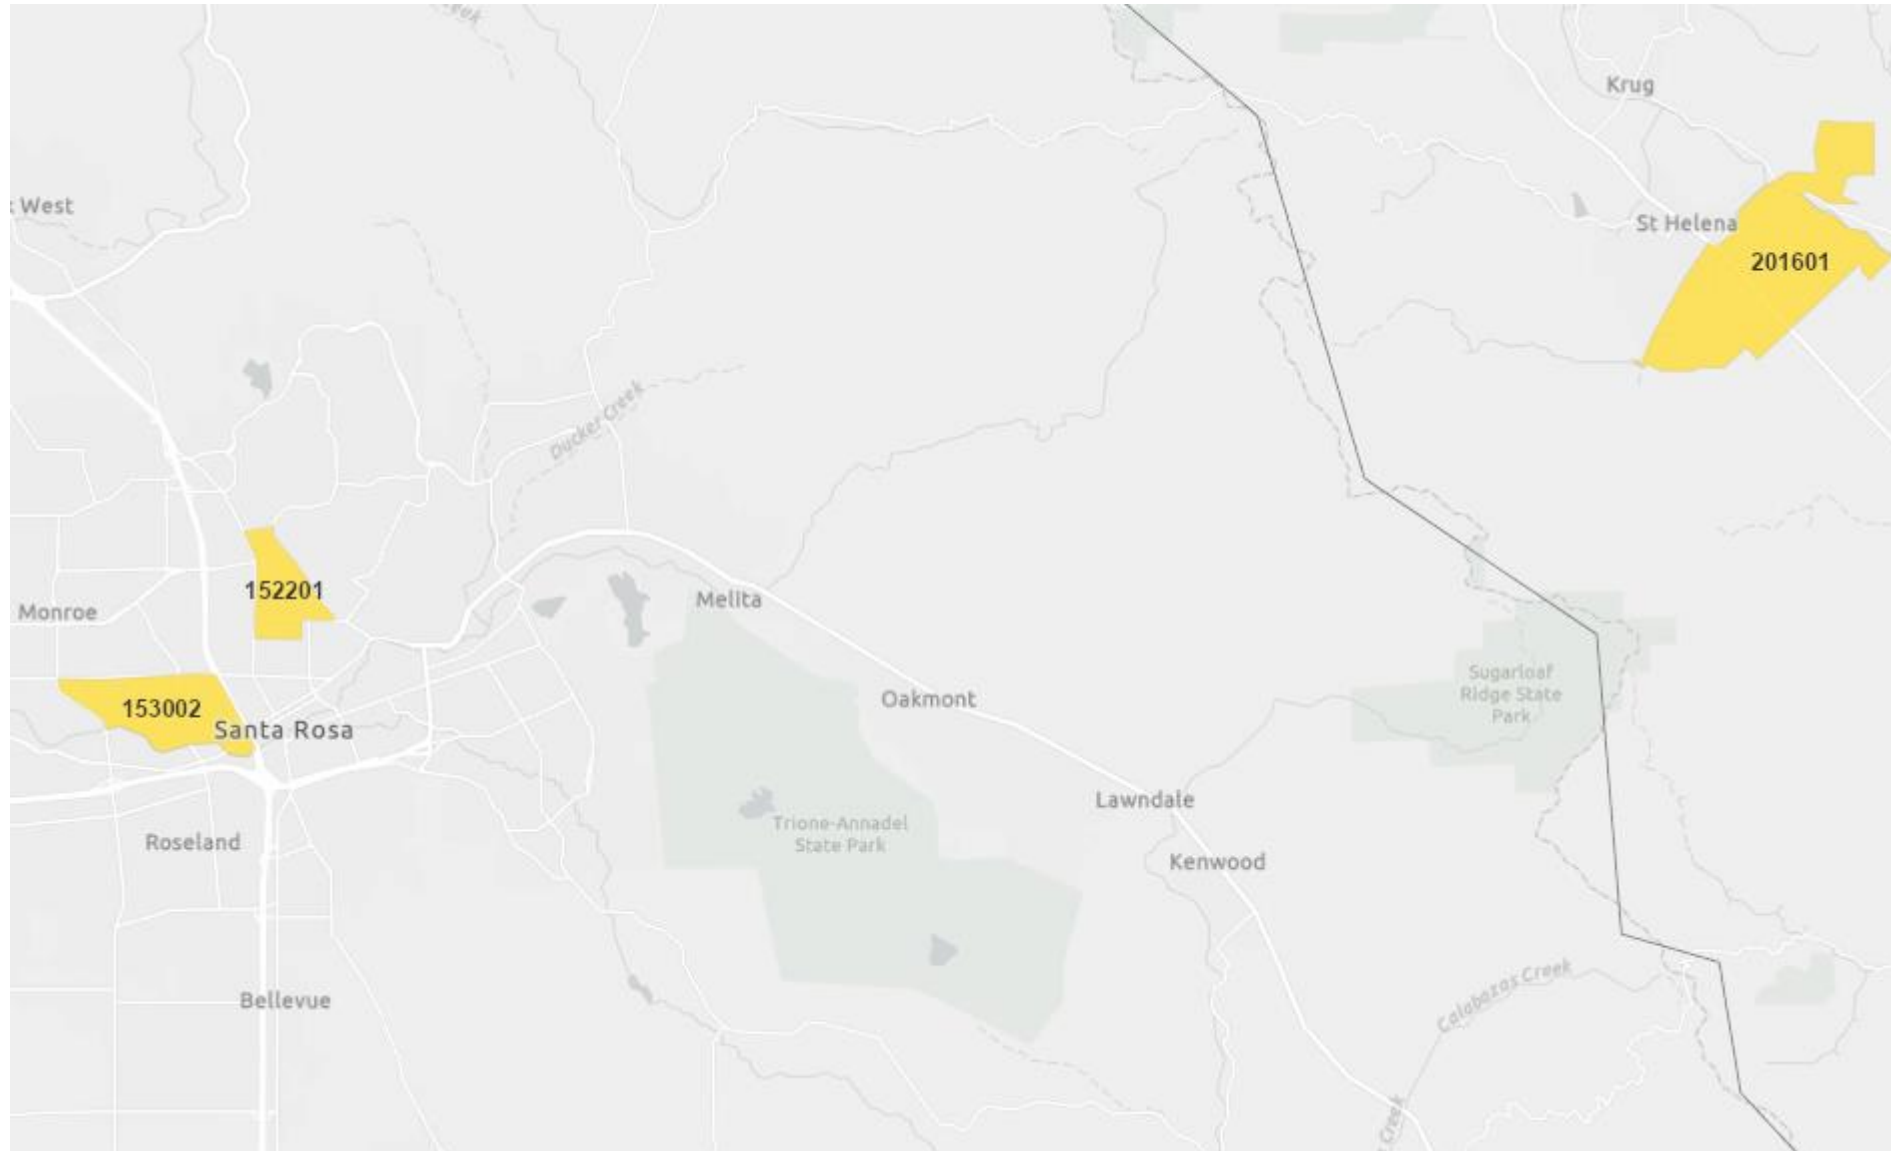 Krug
West
St Helena
201601
Ducker Creek
152201
Melita
Monroe
Sugarloaf
Ridge State
Park
Oakmont
153002
Santa Rosa
Lawndale
Trione-Annadel
State Park
Roseland
Kenwood
Calabazas Creek
Bellevue
Creek